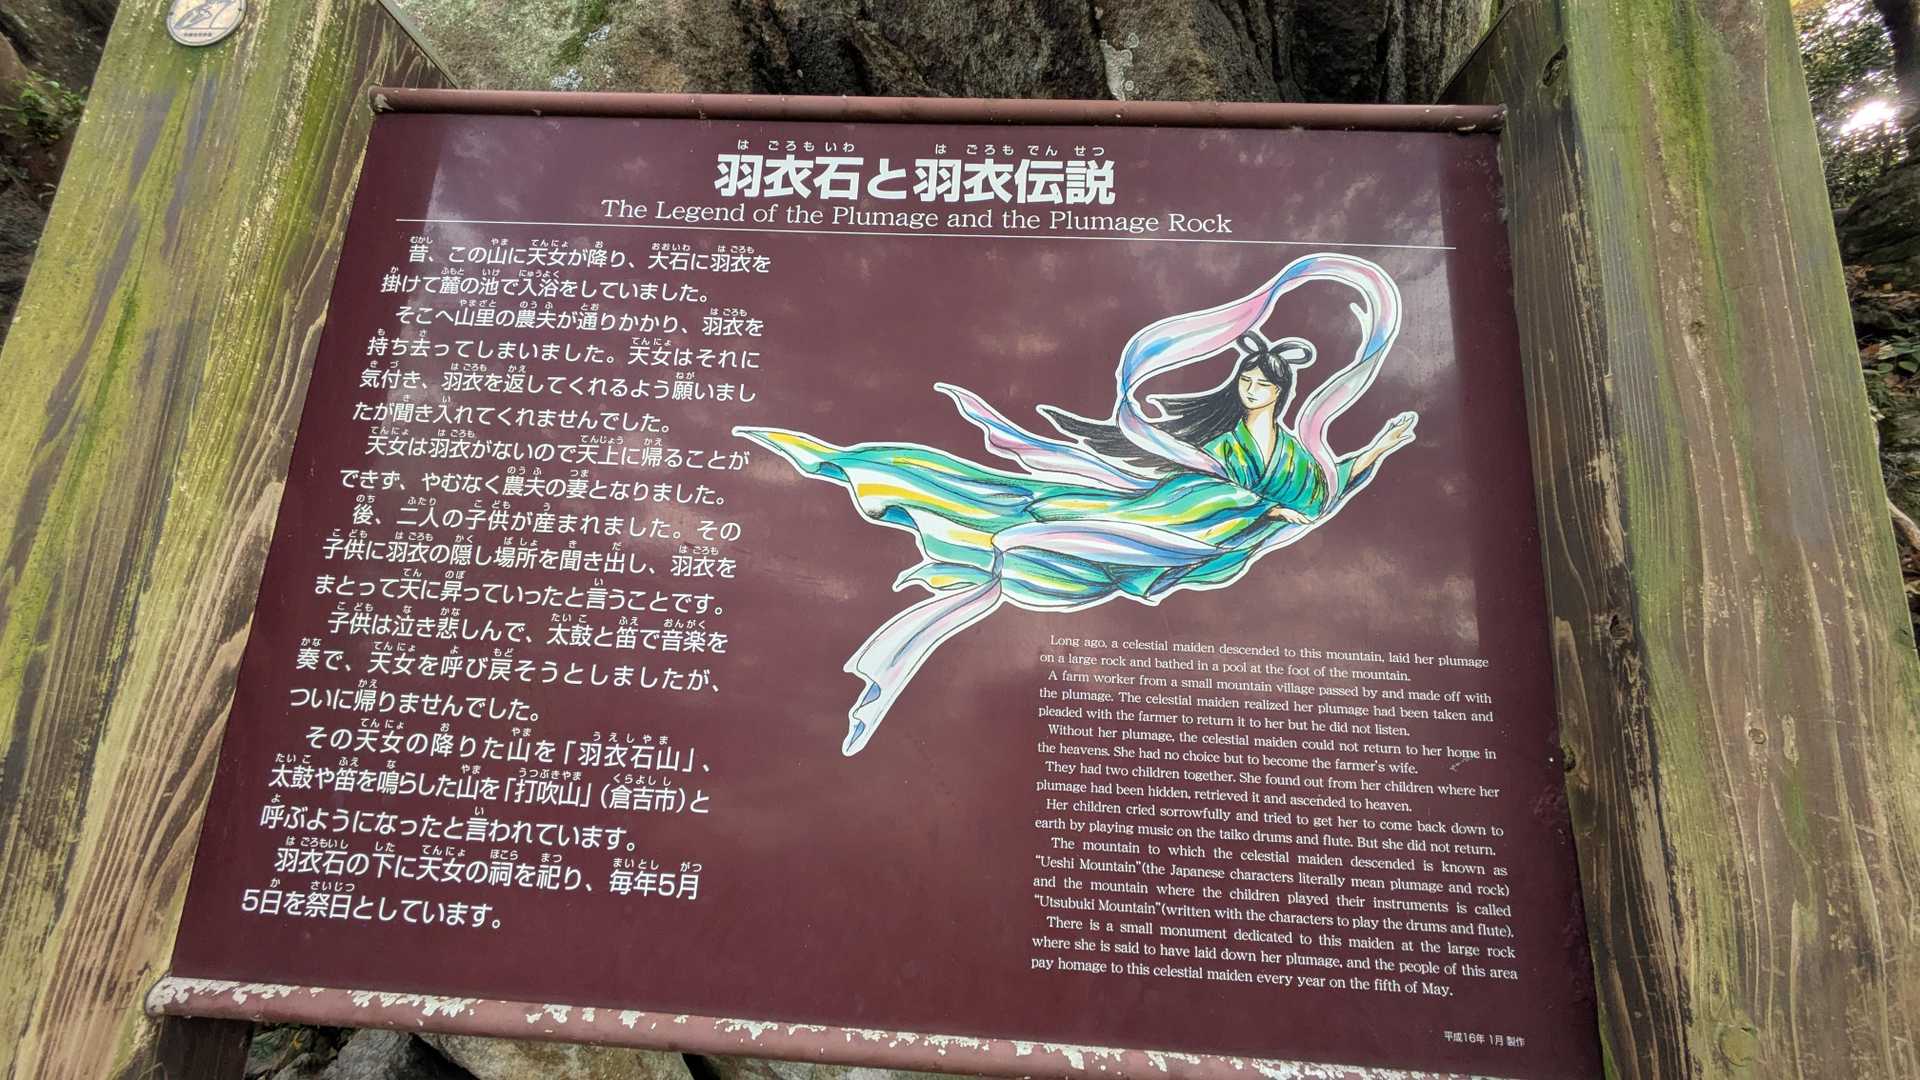 羽衣石と羽衣伝説
The Legend of the Plumage and the Plumage Rock
昔、この山に天女が降り、大石に羽衣を
掛けて麓の池で入浴をしていました。
そこへ山里の農夫が通りかかり、羽衣を
持ち去ってしまいました。天女はそれに
気付き、羽衣を返してくれるよう願いまし
たが聞き入れてくれませんでした。
天女は羽衣がないので天上に帰ることが
できず、やむなく農夫の妻となりました。
後、二人の子供が産まれました。その
子供に羽衣の隠し場所を聞き出し、羽衣を
まとって天に昇っていったと言うことです。
子供は泣き悲しんで、太鼓と笛で音楽を
奏で、天女を呼び戻そうとしましたが、
ついに帰りませんでした。
その天女の降りた山を「羽衣石山」、
太鼓や笛を鳴らした山を「打吹山」(倉吉市)と
呼ぶようになったと言われています。
羽衣石の下に天女の祠を祀り、毎年5月
5日を祭日としています。
Long ago, a celestial maiden descended to this mountain, laid her plumage
on a large rock and bathed in a pool at the foot of the mountain.
A farm worker from a small mountain village passed by and made off with
the plumage. The celestial maiden realized her plumage had been taken and
pleaded with the farmer to return it to her but he did not listen.
Without her plumage, the celestial maiden could not return to her home in
the heavens. She had no choice but to become the farmer's wife.
They had two children together. She found out from her children where her
plumage had been hidden, retrieved it and ascended to heaven.
Her children cried sorrowfully and tried to get her to come back down to
earth by playing music on the taiko drums and flute. But she did not return.
The mountain to which the celestial maiden descended is known as
"Ueshi Mountain"(the Japanese characters literally mean plumage and rock)
and the mountain where the children played their instruments is called
"Utsubuki Mountain"(written with the characters to play the drums and flute).
There is a small monument dedicated to this maiden at the large rock
where she is said to have laid down her plumage, and the people of this area
pay homage to this celestial maiden every year on the fifth of May.
平成16年 1月 製作